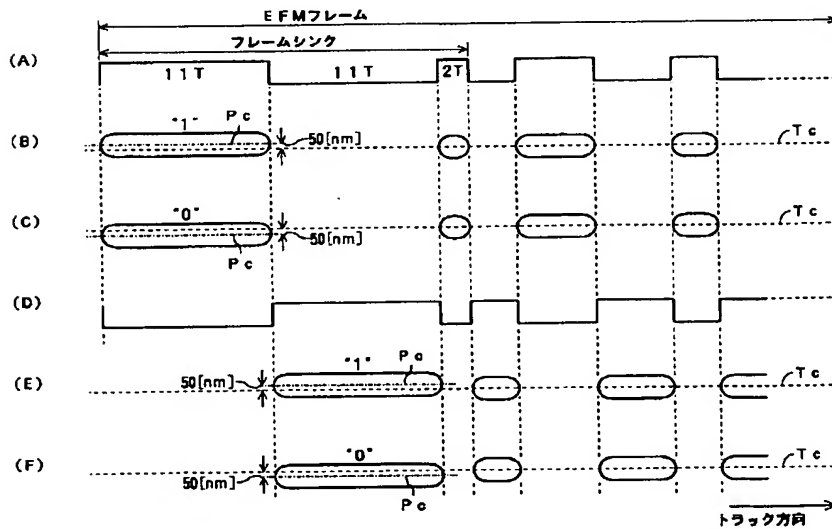 EFMフレーム
フレームシンク
(A)
11T
11T
2T
(B)
"1"
Pc
50[nm]
Tc
(C)
"0"
Pc
50[nm]
Tc
(D)
(E)
50[nm]
"1"
Pc
Tc
(F)
50[nm]
"0"
Pc
Tc
トラック方向